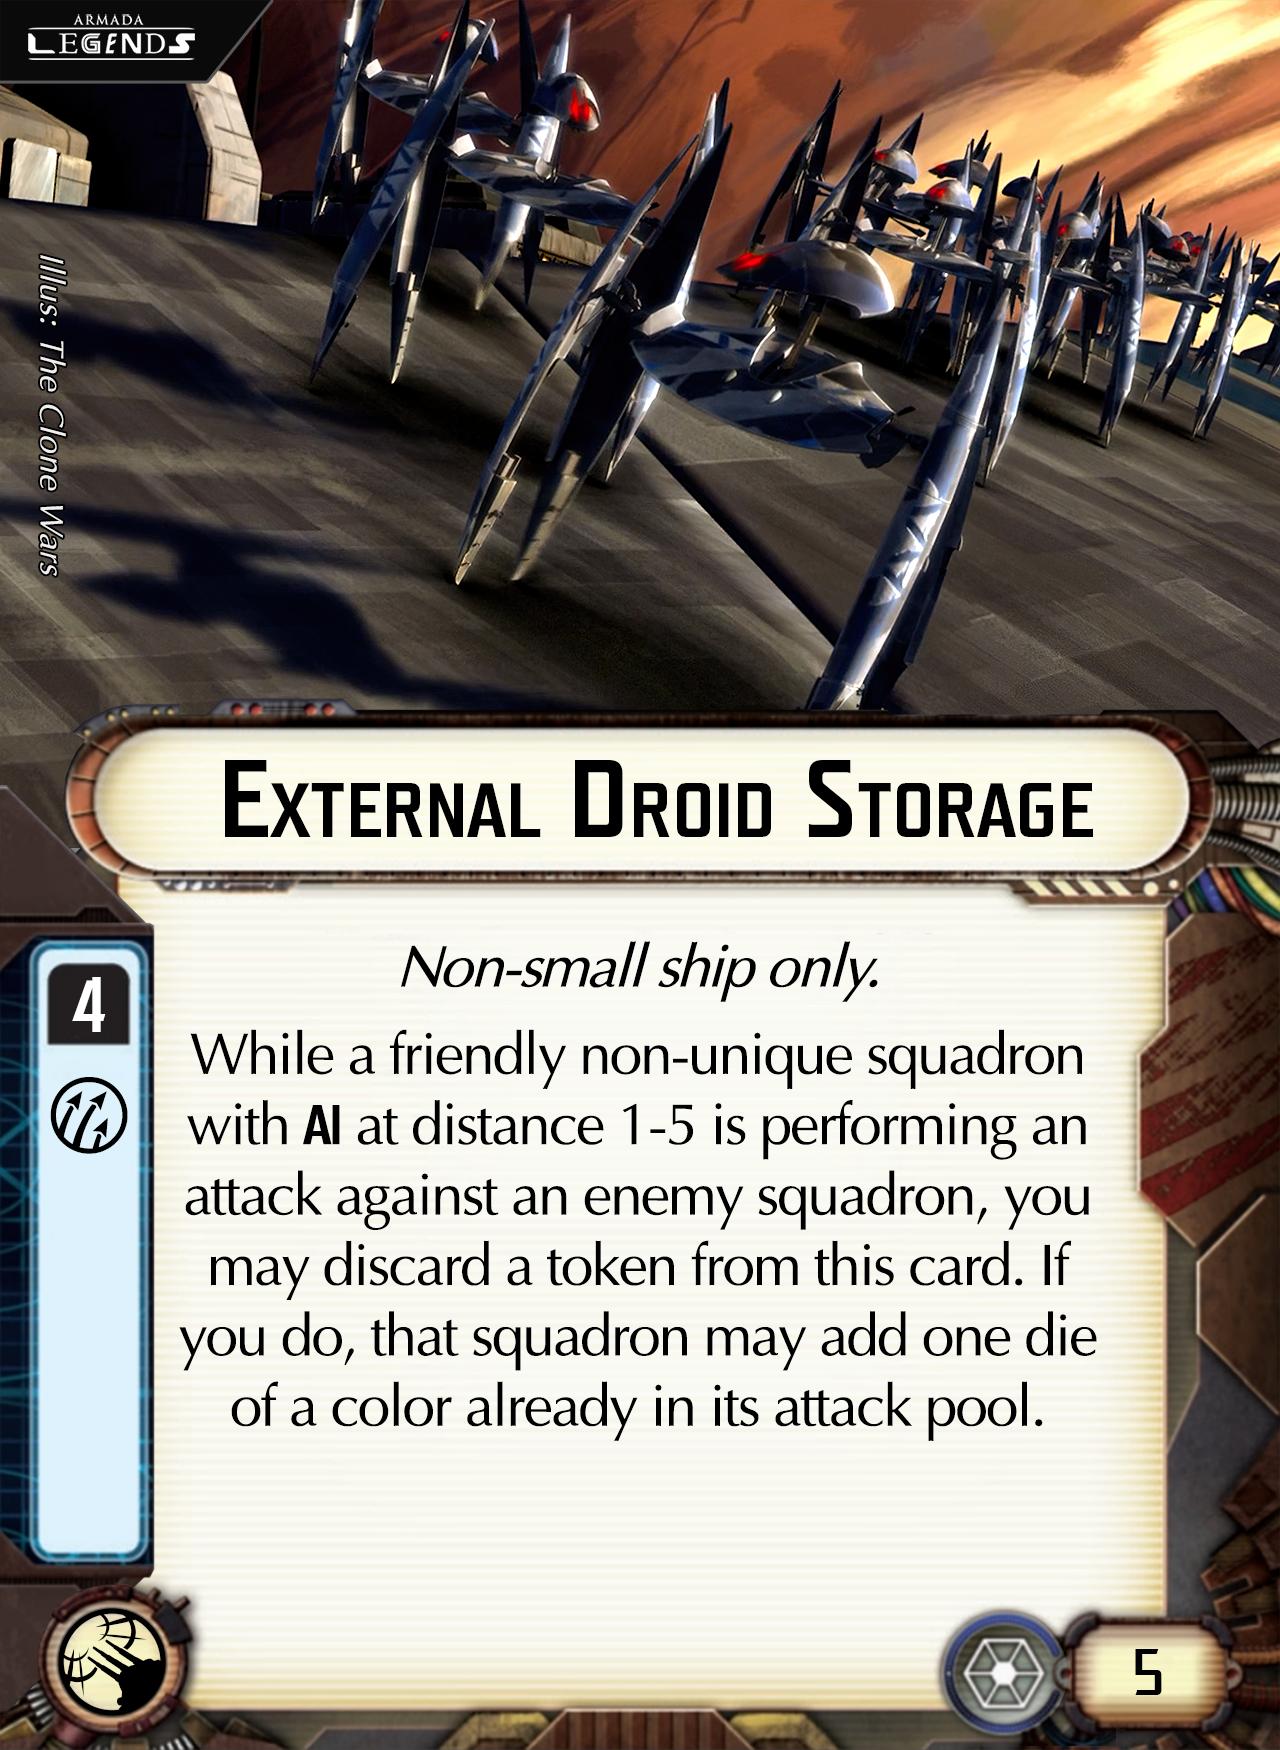 ARMADA
LEGENDS
Illus: The Clone Wars
External Droid Storage
Non-small ship only.
4
While a friendly non-unique squadron
with AI at distance 1-5 is performing an
attack against an enemy squadron, you
may discard a token from this card. If
you do, that squadron may add one die
of a color already in its attack pool.
5